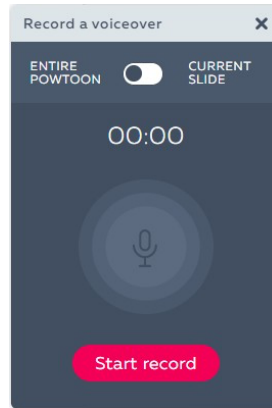 Record a voiceover
ENTIRE POWTOON
CURRENT SLIDE
00:00
Start record